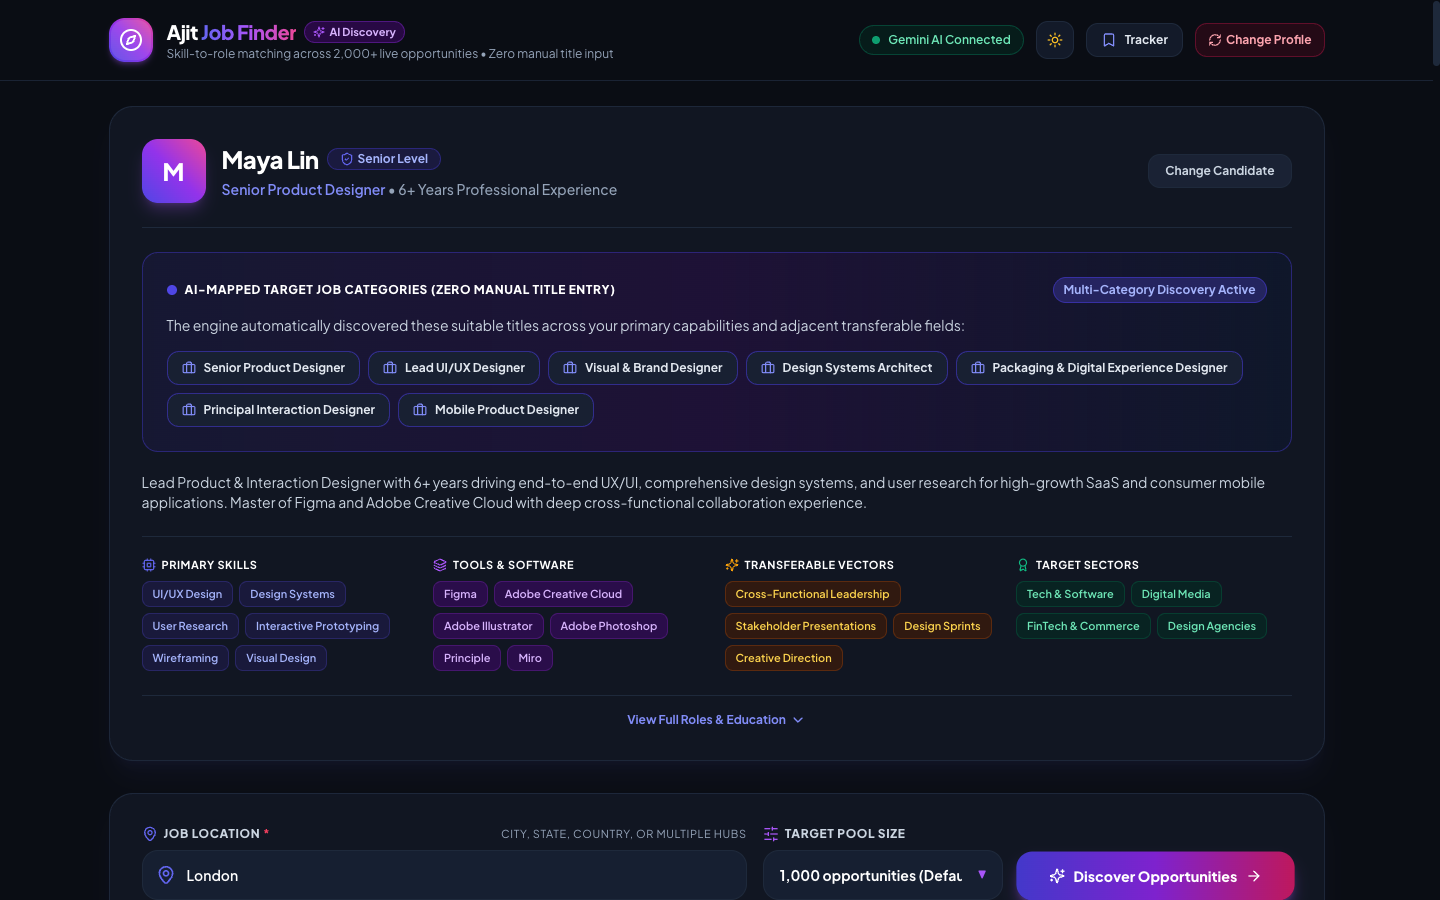 Ajit Job Finder
AI Discovery
Skill-to-role matching across 2,000+ live opportunities • Zero manual title input
Gemini AI Connected
Tracker
Change Profile
M
Maya Lin
Senior Level
Senior Product Designer • 6+ Years Professional Experience
Change Candidate
AI-MAPPED TARGET JOB CATEGORIES (ZERO MANUAL TITLE ENTRY)
Multi-Category Discovery Active
The engine automatically discovered these suitable titles across your primary capabilities and adjacent transferable fields:
Senior Product Designer
Lead UI/UX Designer
Visual & Brand Designer
Design Systems Architect
Packaging & Digital Experience Designer
Principal Interaction Designer
Mobile Product Designer
Lead Product & Interaction Designer with 6+ years driving end-to-end UX/UI, comprehensive design systems, and user research for high-growth SaaS and consumer mobile
applications. Master of Figma and Adobe Creative Cloud with deep cross-functional collaboration experience.
PRIMARY SKILLS
UI/UX Design
Design Systems
User Research
Interactive Prototyping
Wireframing
Visual Design
TOOLS & SOFTWARE
Figma
Adobe Creative Cloud
Adobe Illustrator
Adobe Photoshop
Principle
Miro
TRANSFERABLE VECTORS
Cross-Functional Leadership
Stakeholder Presentations
Design Sprints
Creative Direction
TARGET SECTORS
Tech & Software
Digital Media
FinTech & Commerce
Design Agencies
View Full Roles & Education
JOB LOCATION *
CITY, STATE, COUNTRY, OR MULTIPLE HUBS
London
TARGET POOL SIZE
1,000 opportunities (Defau
Discover Opportunities